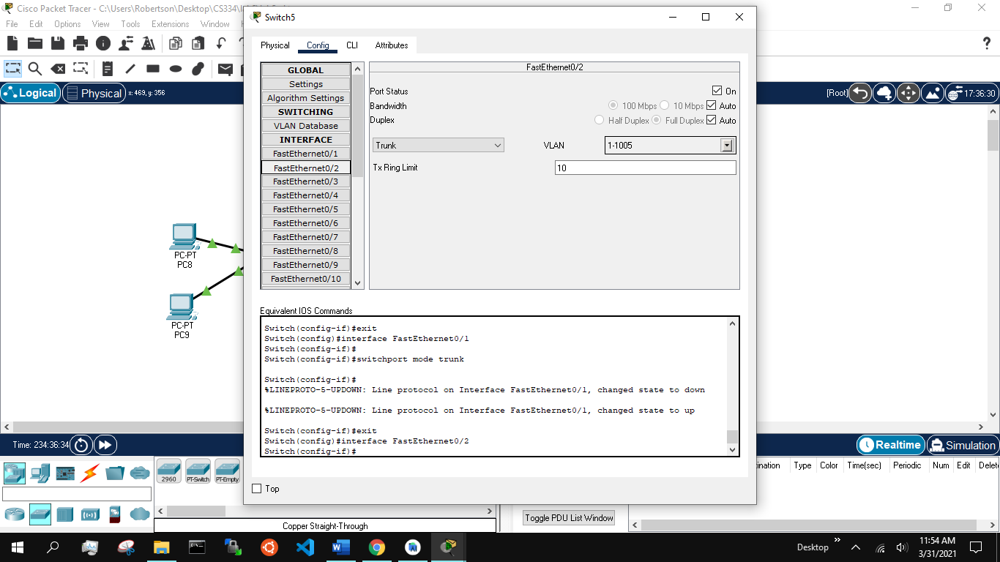 Cisco Packet Tracer - C:\Users\Robertson\Desktop\CS334\
Switch5
File Edit Options View Tools Extensions Window
Physical Config CLI Attributes
GLOBAL
Settings
Algorithm Settings
SWITCHING
VLAN Database
INTERFACE
FastEthernet0/1
FastEthernet0/2
FastEthernet0/3
FastEthernet0/4
FastEthernet0/5
FastEthernet0/6
FastEthernet0/7
FastEthernet0/8
FastEthernet0/9
FastEthernet0/10
FastEthernet0/2
Port Status On
Bandwidth 100 Mbps 10 Mbps Auto
Duplex Half Duplex Full Duplex Auto
Trunk VLAN 1-1005
Tx Ring Limit 10
Logical Physical x: 469, y: 356
[Root] 17:36:30
PC-PT
PC8
PC-PT
PC9
Equivalent IOS Commands
Switch(config-if)#exit
Switch(config)#interface FastEthernet0/1
Switch(config-if)#
Switch(config-if)#switchport mode trunk
Switch(config-if)#
%LINEPROTO-5-UPDOWN: Line protocol on Interface FastEthernet0/1, changed state to down
%LINEPROTO-5-UPDOWN: Line protocol on Interface FastEthernet0/1, changed state to up
Switch(config-if)#exit
Switch(config)#interface FastEthernet0/2
Switch(config-if)#
Top
Time: 234:36:34
Realtime Simulation
2960 PT-Switch PT-Empty
Copper Straight-Through
ination Type Color Time(sec) Periodic Num Edit Delet
Toggle PDU List Window
Desktop
11:54 AM
3/31/2021